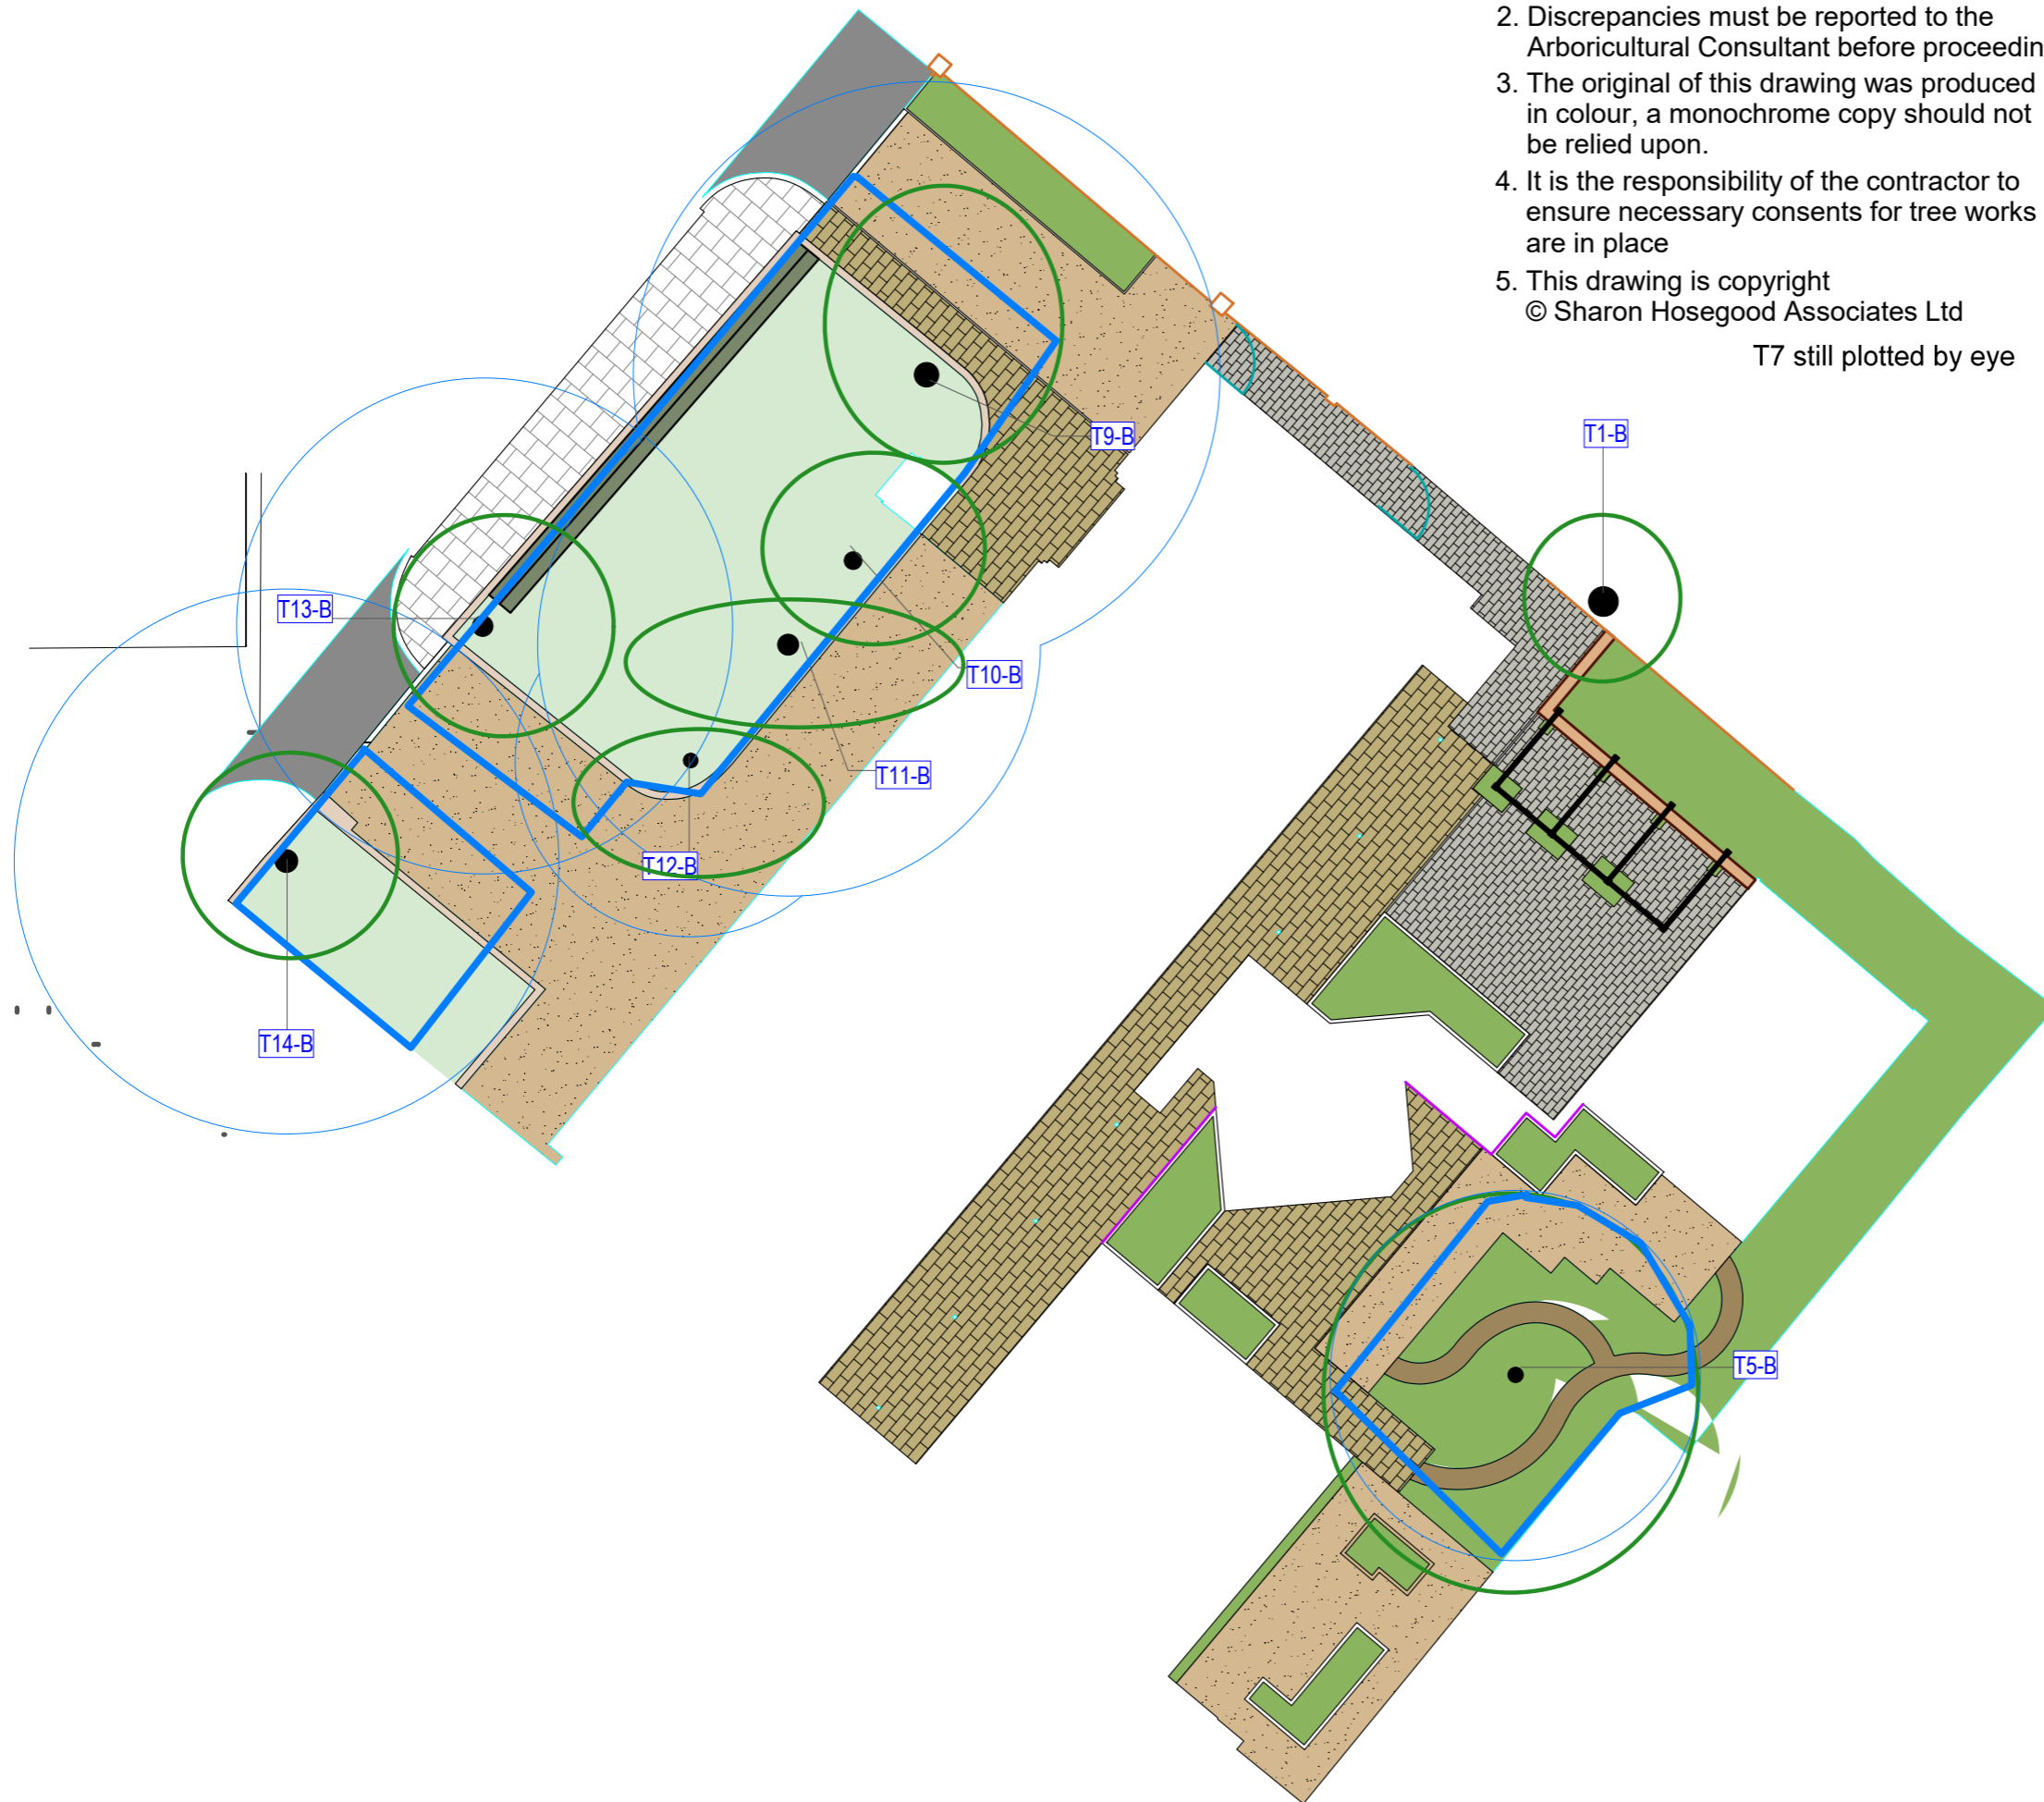 2. Discrepancies must be reported to the
Arboricultural Consultant before proceedin
3. The original of this drawing was produced
in colour, a monochrome copy should not
be relied upon.
4. It is the responsibility of the contractor to
ensure necessary consents for tree works
are in place
5. This drawing is copyright
© Sharon Hosegood Associates Ltd
T7 still plotted by eye
T9-B
T1-B
T13-B
T10-B
T11-B
T12-B
T14-B
T5-B